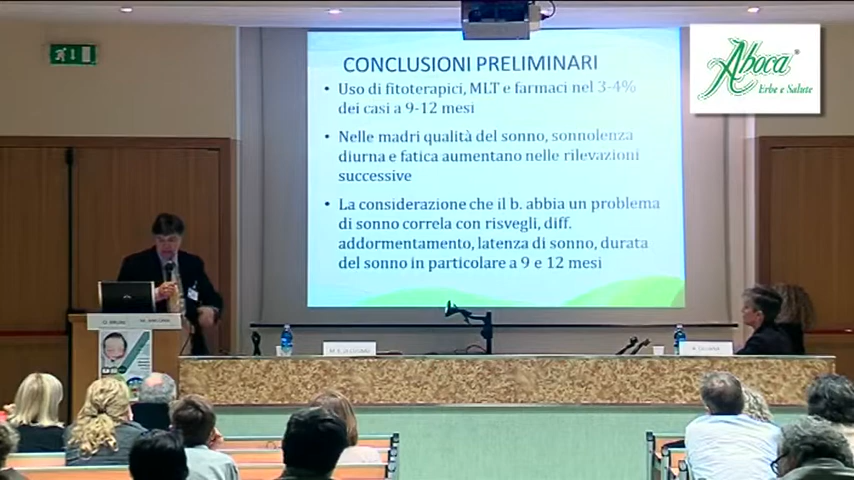 CONCLUSIONI PRELIMINARI
• Uso di fitoterapici, MLT e farmaci nel 3-4%
dei casi a 9-12 mesi
• Nelle madri qualità del sonno, sonnolenza
diurna e fatica aumentano nelle rilevazioni
successive
• La considerazione che il b. abbia un problema
di sonno correla con risvegli, diff.
addormentamento, latenza di sonno, durata
del sonno in particolare a 9 e 12 mesi
Aboca®
Erbe e Salute